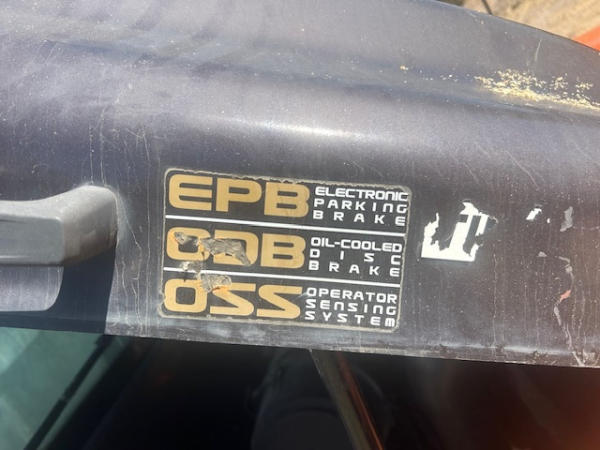 EPB ELECTRONIC
PARKING
BRAKE
ODB OIL-COOLED
DISC
BRAKE
OSS OPERATOR
SENSING
SYSTEM